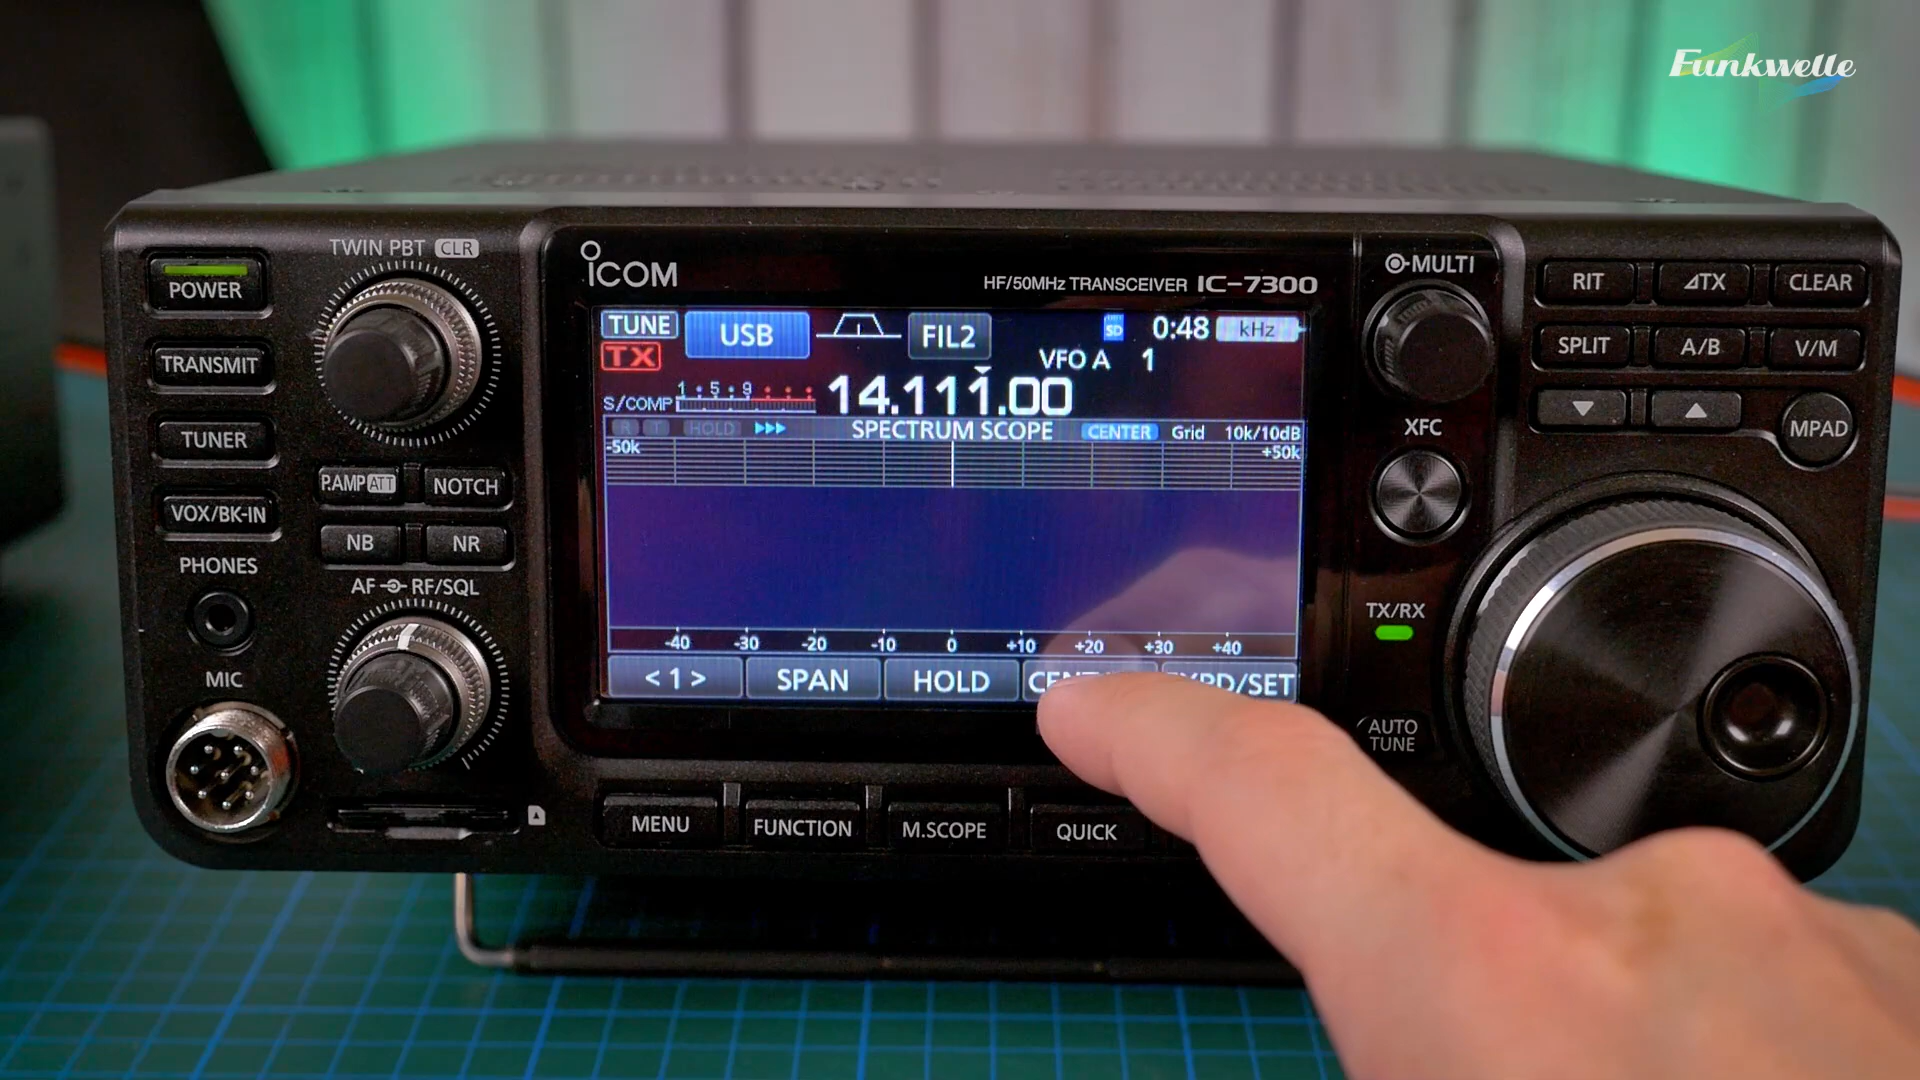 Funkwelle
POWER
TRANSMIT
TUNER
VOX/BK-IN
PHONES
MIC
TWIN PBT CLR
P.AMP ATT
NOTCH
NB
NR
AF RF/SQL
ICOM
HF/50MHz TRANSCEIVER IC-7300
TUNE USB FIL2 SD 0:48 kHz
TX VFO A 1
S/COMP 1 5 9 14.111.00
R T HOLD SPECTRUM SCOPE CENTER Grid 10k/10dB
-50k +50k
-40 -30 -20 -10 0 +10 +20 +30 +40
< 1 > SPAN HOLD
MENU FUNCTION M.SCOPE QUICK
MULTI
XFC
TX/RX
AUTO
TUNE
RIT ⊿TX CLEAR
SPLIT A/B V/M
MPAD